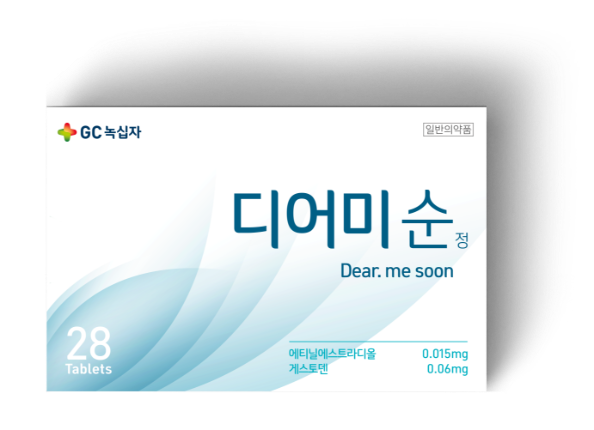 GC 녹십자
일반의약품
디어미 순 정
Dear. me soon
28
Tablets
에티닐에스트라디올 0.015mg
게스토덴 0.06mg